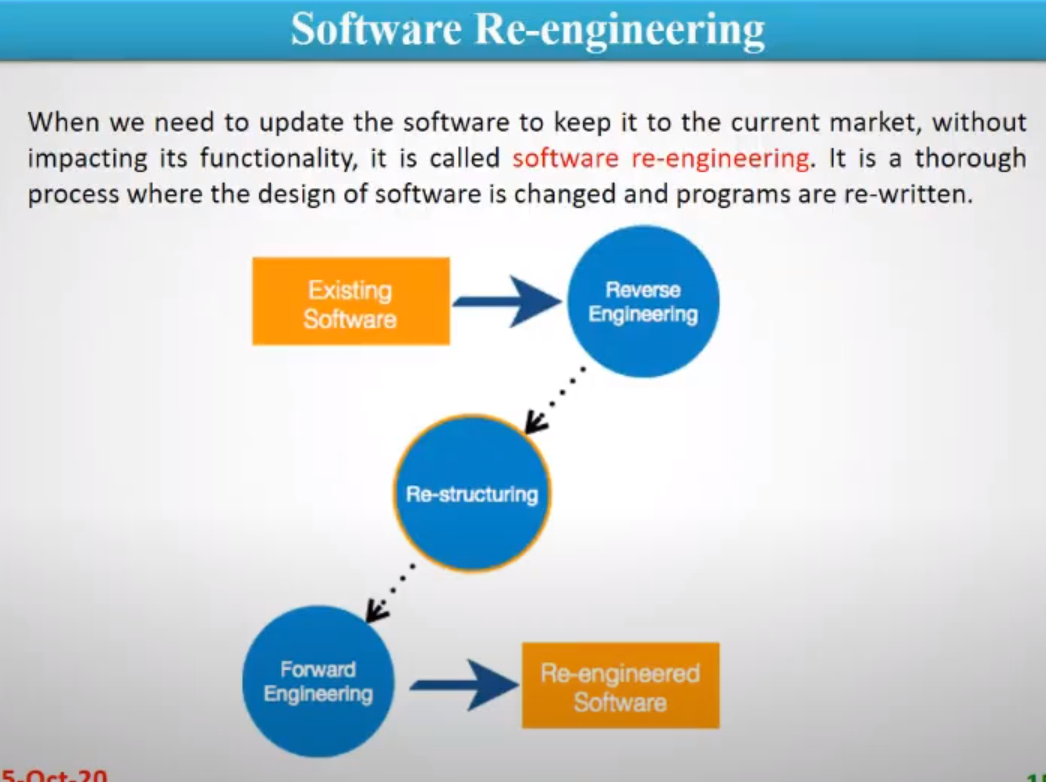 Software Re-engineering
When we need to update the software to keep it to the current market, without
impacting its functionality, it is called software re-engineering. It is a thorough
process where the design of software is changed and programs are re-written.
Existing
Software
Reverse
Engineering
Re-structuring
Forward
Engineering
Re-engineered
Software
5-Oct-20